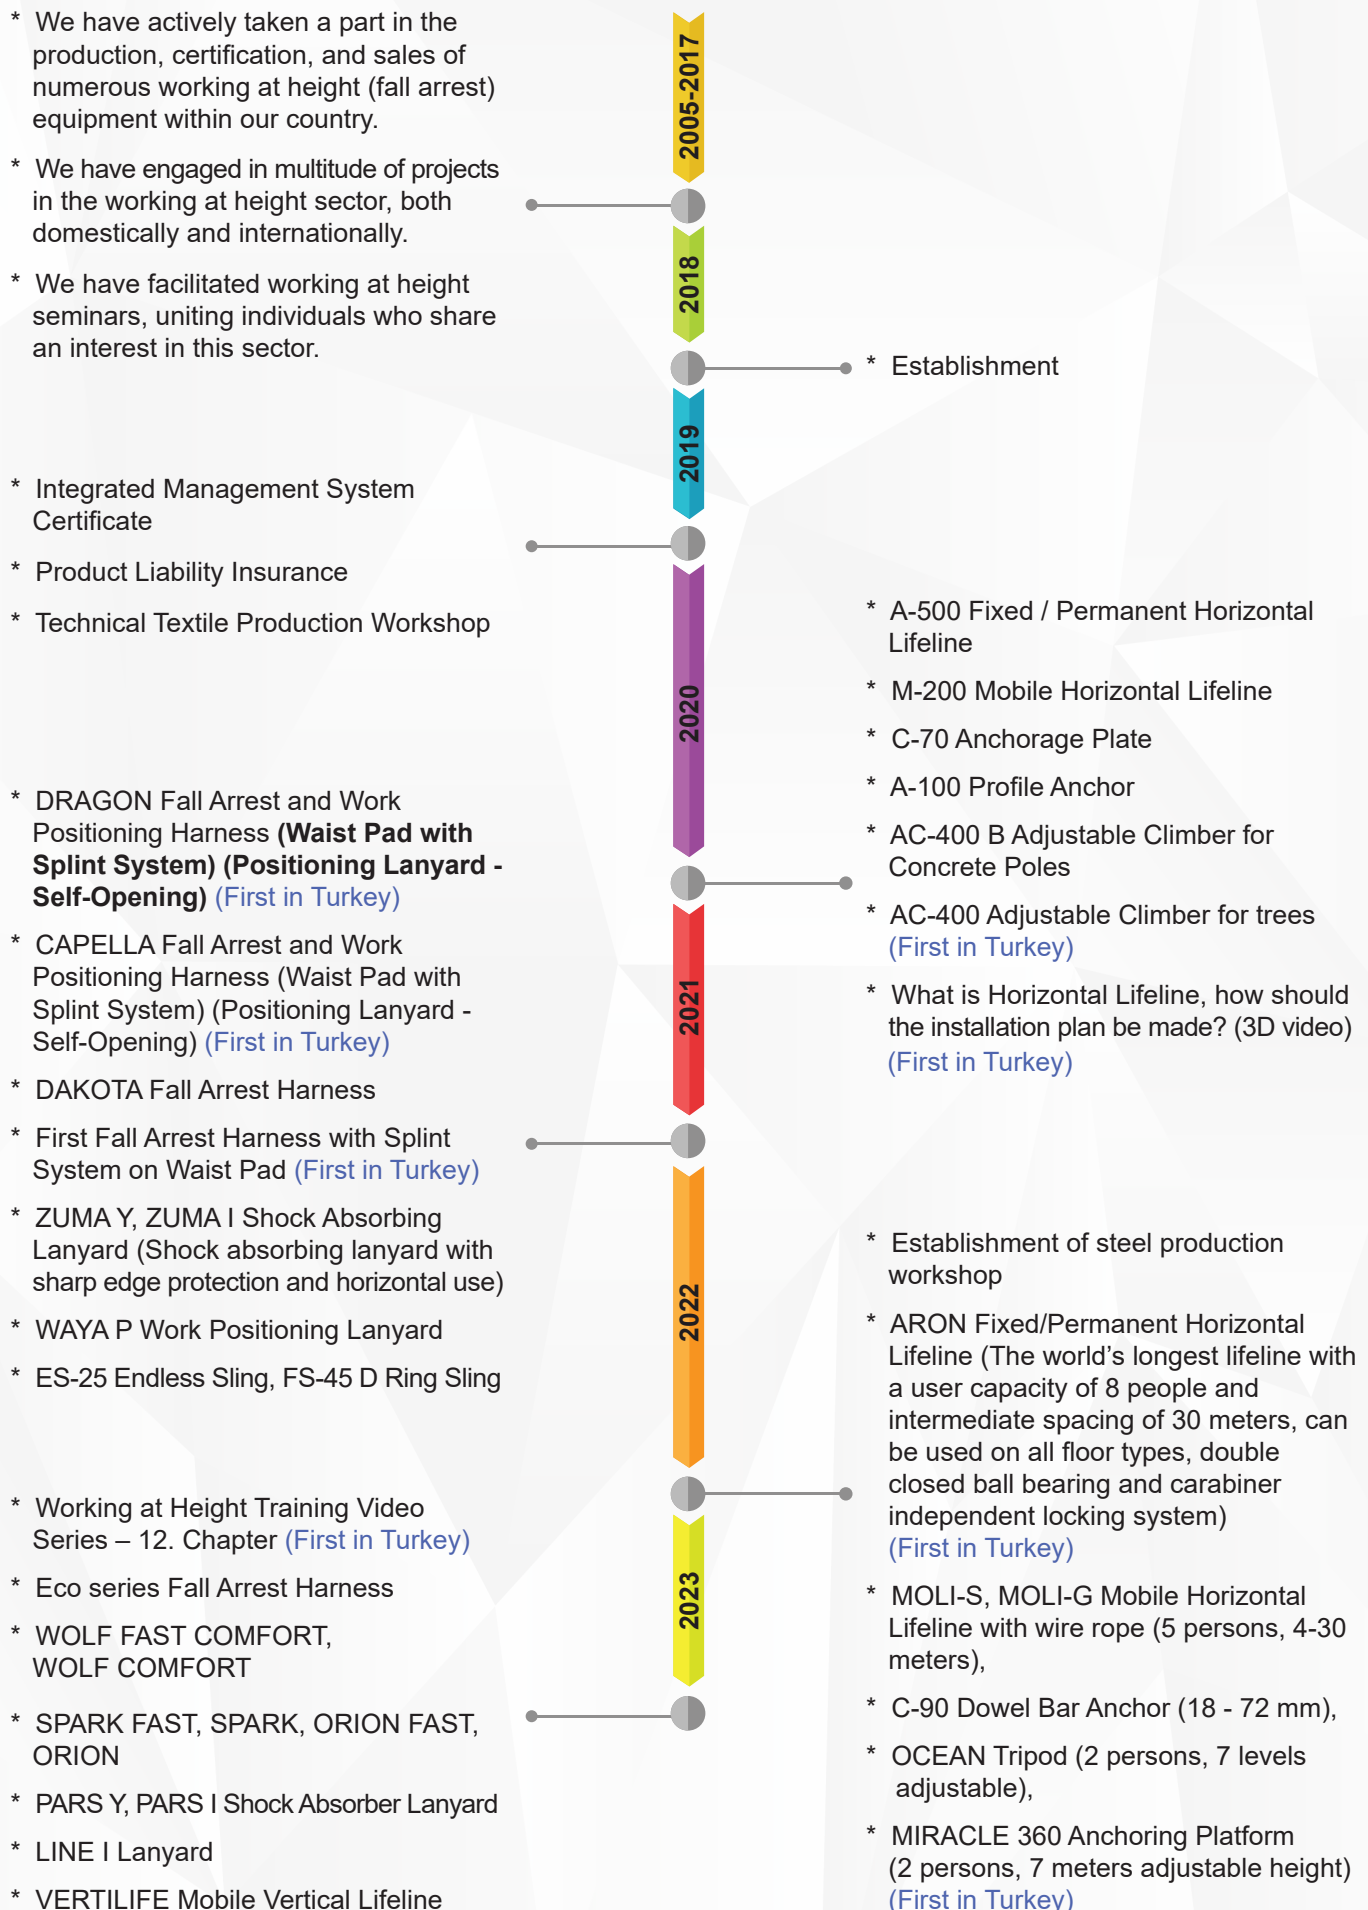 * We have actively taken a part in the
production, certification, and sales of
numerous working at height (fall arrest)
equipment within our country.
* We have engaged in multitude of projects
in the working at height sector, both
domestically and internationally.
* We have facilitated working at height
seminars, uniting individuals who share
an interest in this sector.
2005-2017
2018
* Establishment
2019
* Integrated Management System
Certificate
* Product Liability Insurance
* Technical Textile Production Workshop
2020
* A-500 Fixed / Permanent Horizontal
Lifeline
* M-200 Mobile Horizontal Lifeline
* C-70 Anchorage Plate
* A-100 Profile Anchor
* AC-400 B Adjustable Climber for
Concrete Poles
* AC-400 Adjustable Climber for trees
(First in Turkey)
* What is Horizontal Lifeline, how should
the installation plan be made? (3D video)
(First in Turkey)
* DRAGON Fall Arrest and Work
Positioning Harness (Waist Pad with
Splint System) (Positioning Lanyard -
Self-Opening) (First in Turkey)
* CAPELLA Fall Arrest and Work
Positioning Harness (Waist Pad with
Splint System) (Positioning Lanyard -
Self-Opening) (First in Turkey)
* DAKOTA Fall Arrest Harness
* First Fall Arrest Harness with Splint
System on Waist Pad (First in Turkey)
* ZUMA Y, ZUMA I Shock Absorbing
Lanyard (Shock absorbing lanyard with
sharp edge protection and horizontal use)
* WAYA P Work Positioning Lanyard
* ES-25 Endless Sling, FS-45 D Ring Sling
2021
2022
* Establishment of steel production
workshop
* ARON Fixed/Permanent Horizontal
Lifeline (The world’s longest lifeline with
a user capacity of 8 people and
intermediate spacing of 30 meters, can
be used on all floor types, double
closed ball bearing and carabiner
independent locking system)
(First in Turkey)
* MOLI-S, MOLI-G Mobile Horizontal
Lifeline with wire rope (5 persons, 4-30
meters),
* C-90 Dowel Bar Anchor (18 - 72 mm),
* OCEAN Tripod (2 persons, 7 levels
adjustable),
* MIRACLE 360 Anchoring Platform
(2 persons, 7 meters adjustable height)
(First in Turkey)
2023
* Working at Height Training Video
Series – 12. Chapter (First in Turkey)
* Eco series Fall Arrest Harness
* WOLF FAST COMFORT,
WOLF COMFORT
* SPARK FAST, SPARK, ORION FAST,
ORION
* PARS Y, PARS I Shock Absorber Lanyard
* LINE I Lanyard
* VERTILIFE Mobile Vertical Lifeline